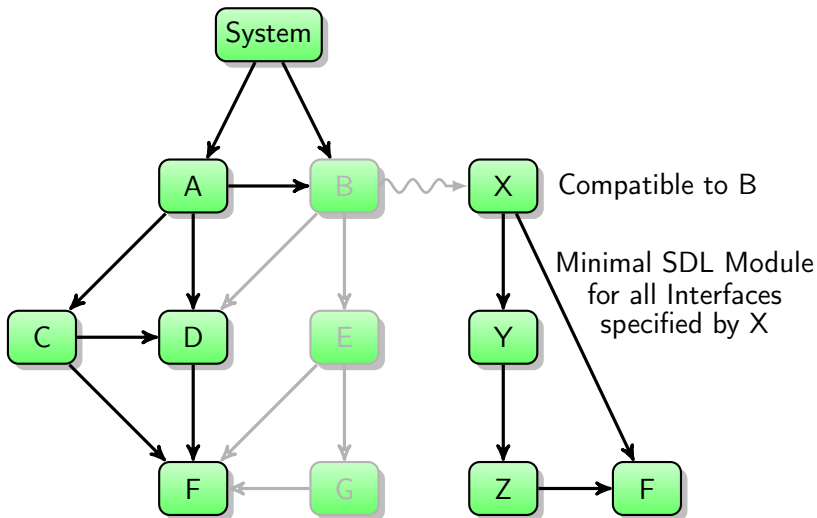 System
A
B
X
Compatible to B
Minimal SDL Module
for all Interfaces
specified by X
C
D
E
Y
F
G
Z
F